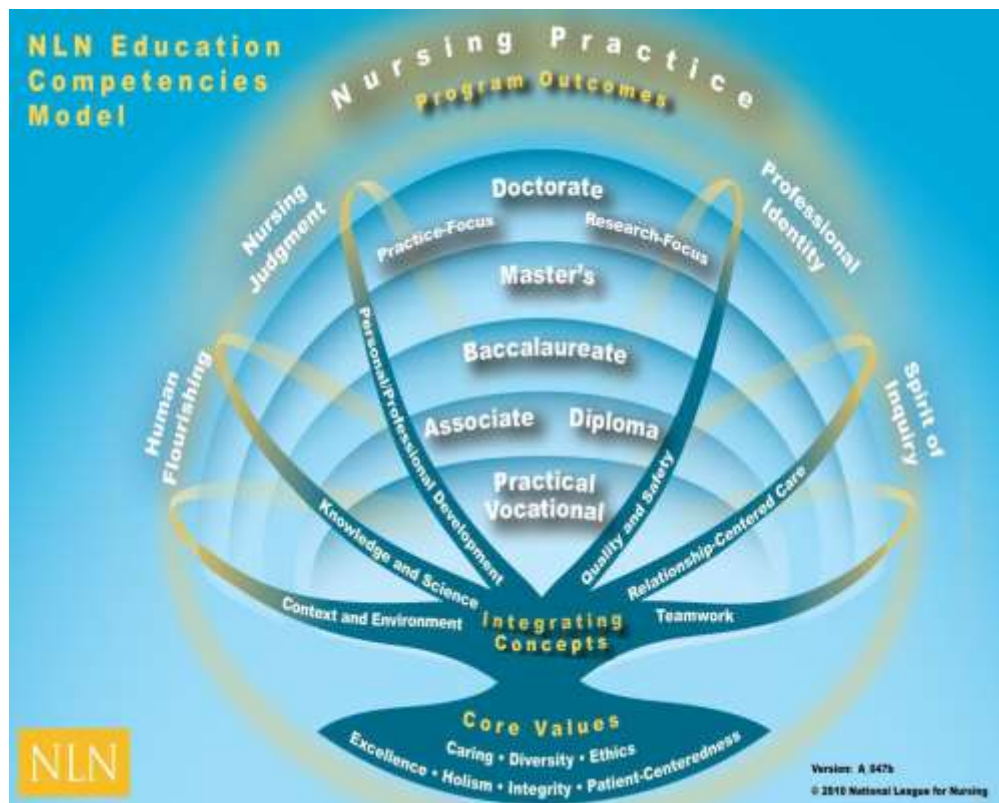 NLN Education
Competencies
Model
Nursing Practice
Program Outcomes
Nursing
Judgment
Professional
Identity
Human
Flourishing
Spirit of
Inquiry
Doctorate
Practice-Focus
Research-Focus
Master's
Baccalaureate
Associate
Diploma
Practical
Vocational
Personal/Professional Development
Quality and Safety
Knowledge and Science
Relationship-Centered Care
Context and Environment
Teamwork
Integrating
Concepts
Core Values
Caring • Diversity • Ethics
Excellence • Holism • Integrity • Patient-Centeredness
NLN
Version: A_047b
© 2010 National League for Nursing